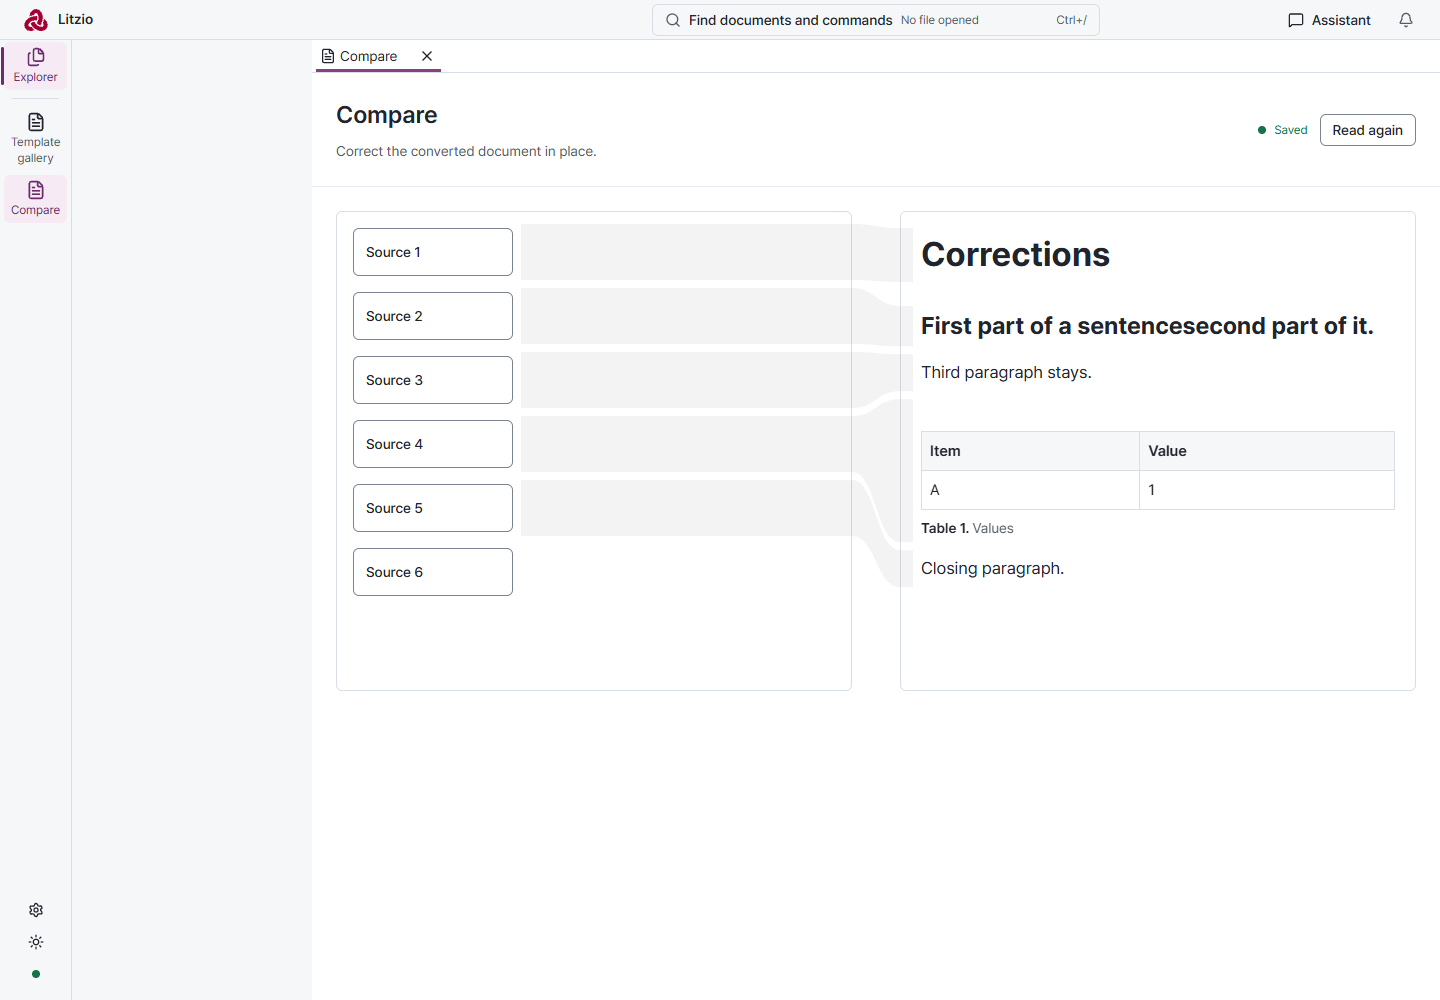 Litzio
Find documents and commands No file opened Ctrl+/
Assistant
Explorer
Template
gallery
Compare
Compare
Compare
Correct the converted document in place.
Saved
Read again
Source 1
Source 2
Source 3
Source 4
Source 5
Source 6
Corrections
First part of a sentencesecond part of it.
Third paragraph stays.
Item Value
A 1
Table 1. Values
Closing paragraph.